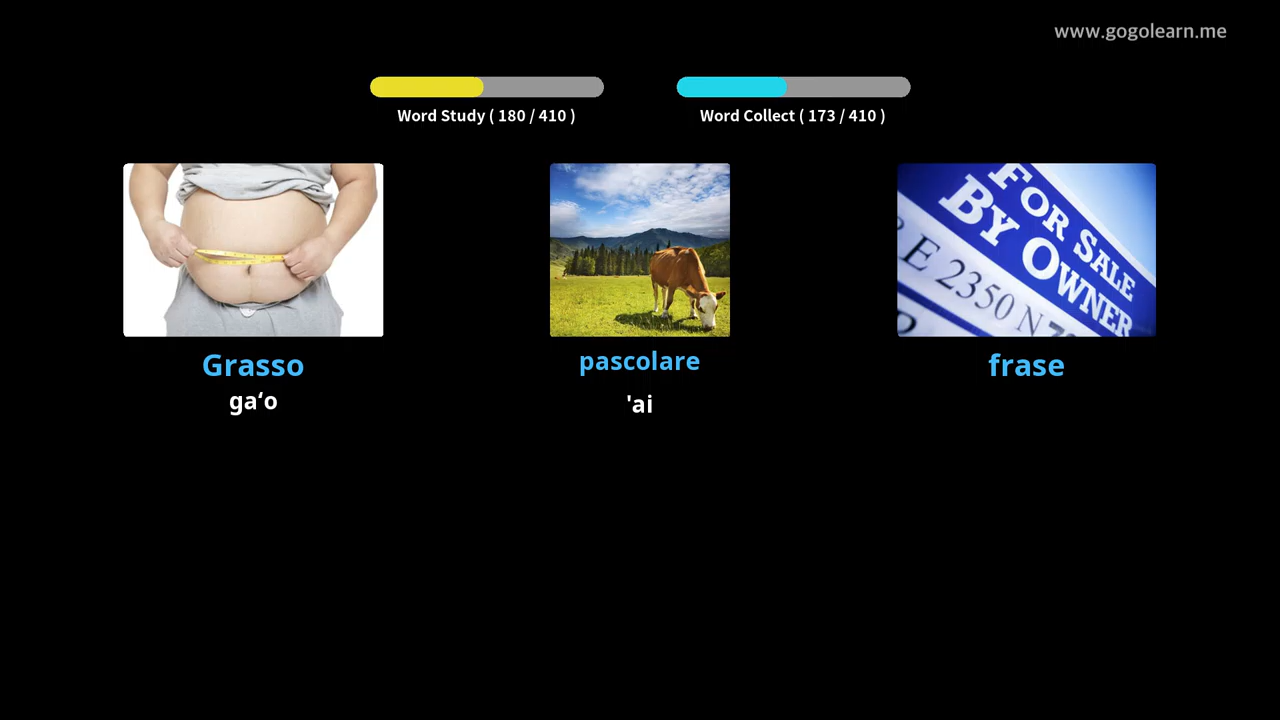 www.gogolearn.me
Word Study ( 180 / 410 )
Word Collect ( 173 / 410 )
FOR SALE
BY OWNER
E 2350 N
Grasso
gaʻo
pascolare
'ai
frase